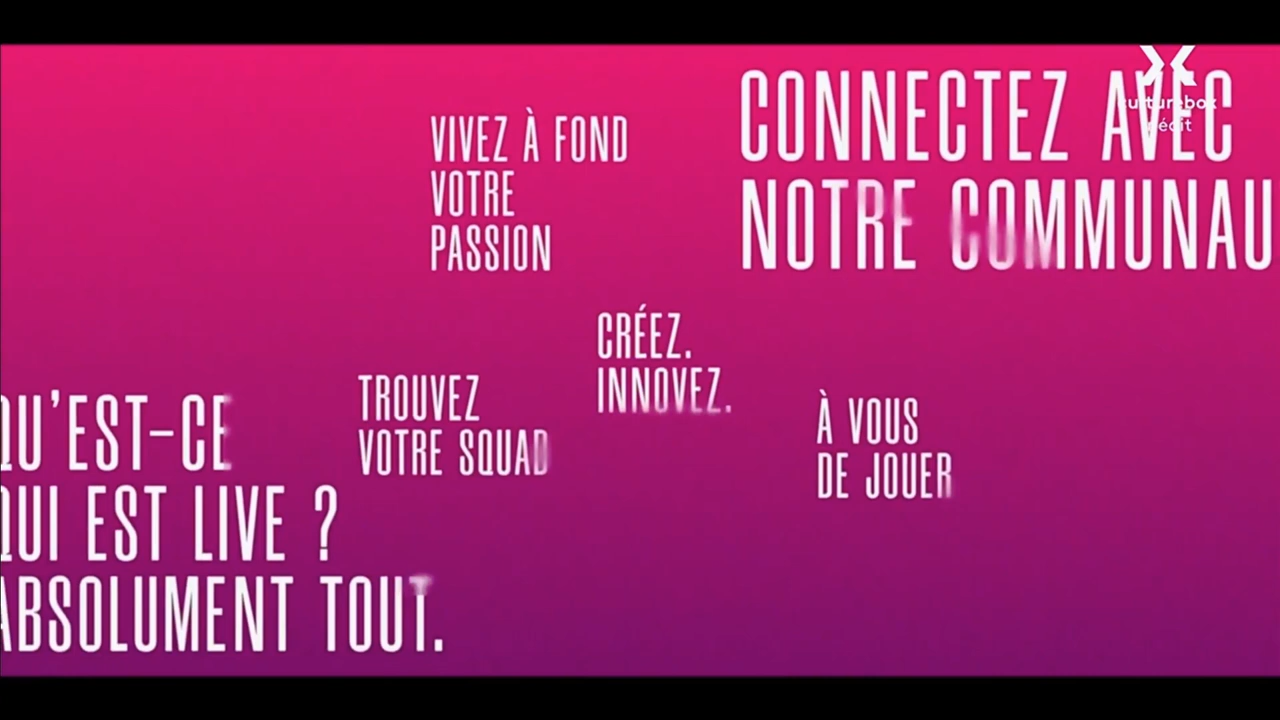 CONNECTEZ AVEC
NOTRE COMMUNAU
VIVEZ À FOND
VOTRE
PASSION
CRÉEZ.
INNOVEZ.
TROUVEZ
VOTRE SQUAD
À VOUS
DE JOUER
QU'EST-CE
QUI EST LIVE ?
ABSOLUMENT TOUT.
culturebox